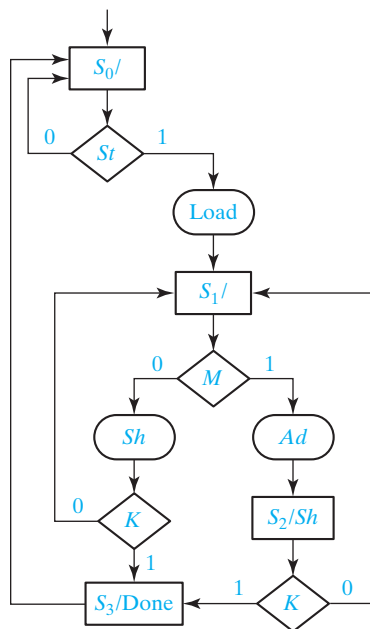 S₀/
0 St 1
Load
S₁/
0 M 1
Sh Ad
0 K S₂/Sh
1
S₃/Done 1 K 0